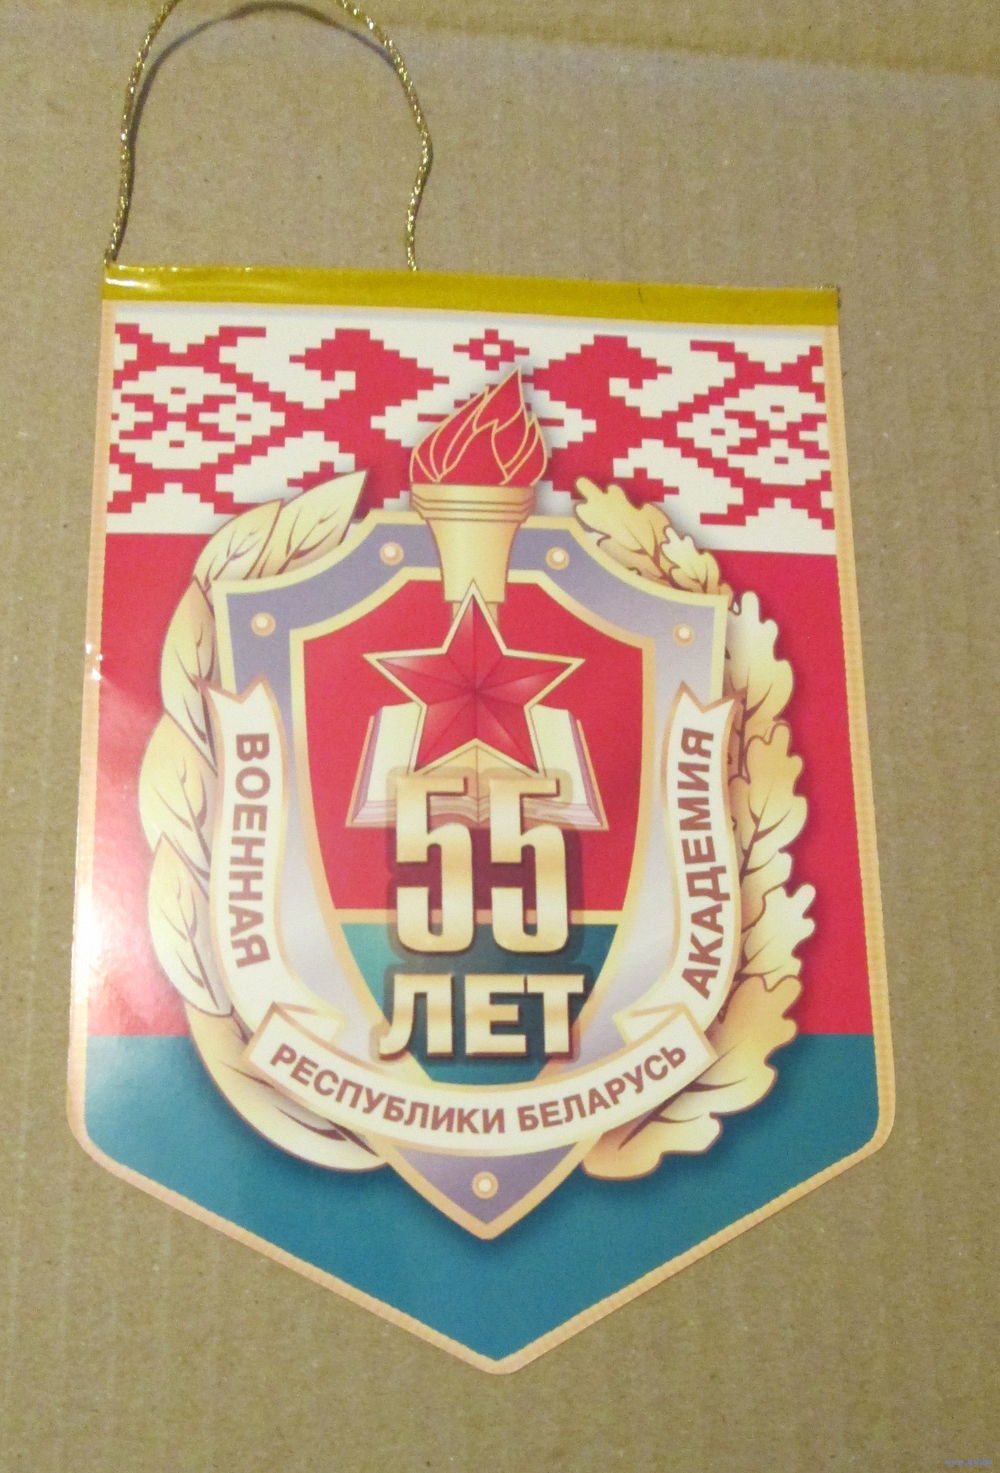 55
ЛЕТ
ВОЕННАЯ
АКАДЕМИЯ
РЕСПУБЛИКИ БЕЛАРУСЬ